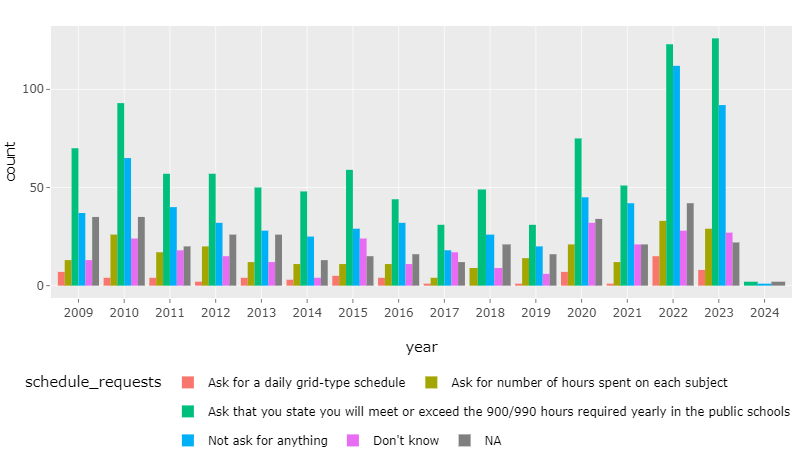 100
50
0
count
2009 2010 2011 2012 2013 2014 2015 2016 2017 2018 2019 2020 2021 2022 2023 2024
year
schedule_requests
Ask for a daily grid-type schedule
Ask for number of hours spent on each subject
Ask that you state you will meet or exceed the 900/990 hours required yearly in the public schools
Not ask for anything
Don't know
NA